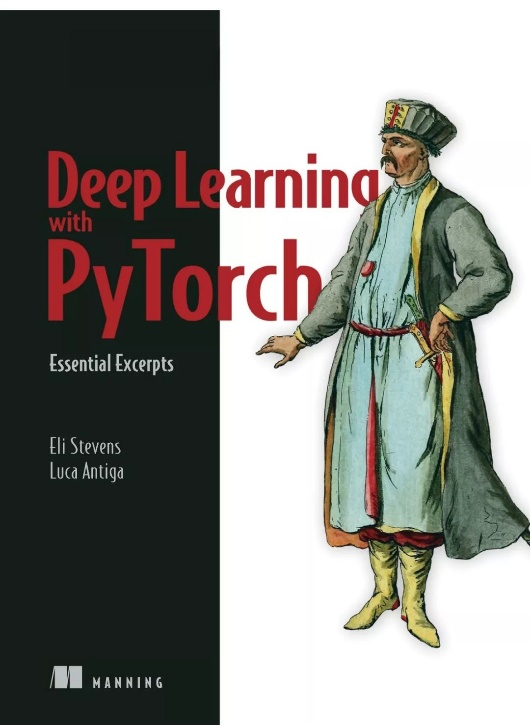 Deep Learning
with
PyTorch
Essential Excerpts
Eli Stevens
Luca Antiga
MANNING